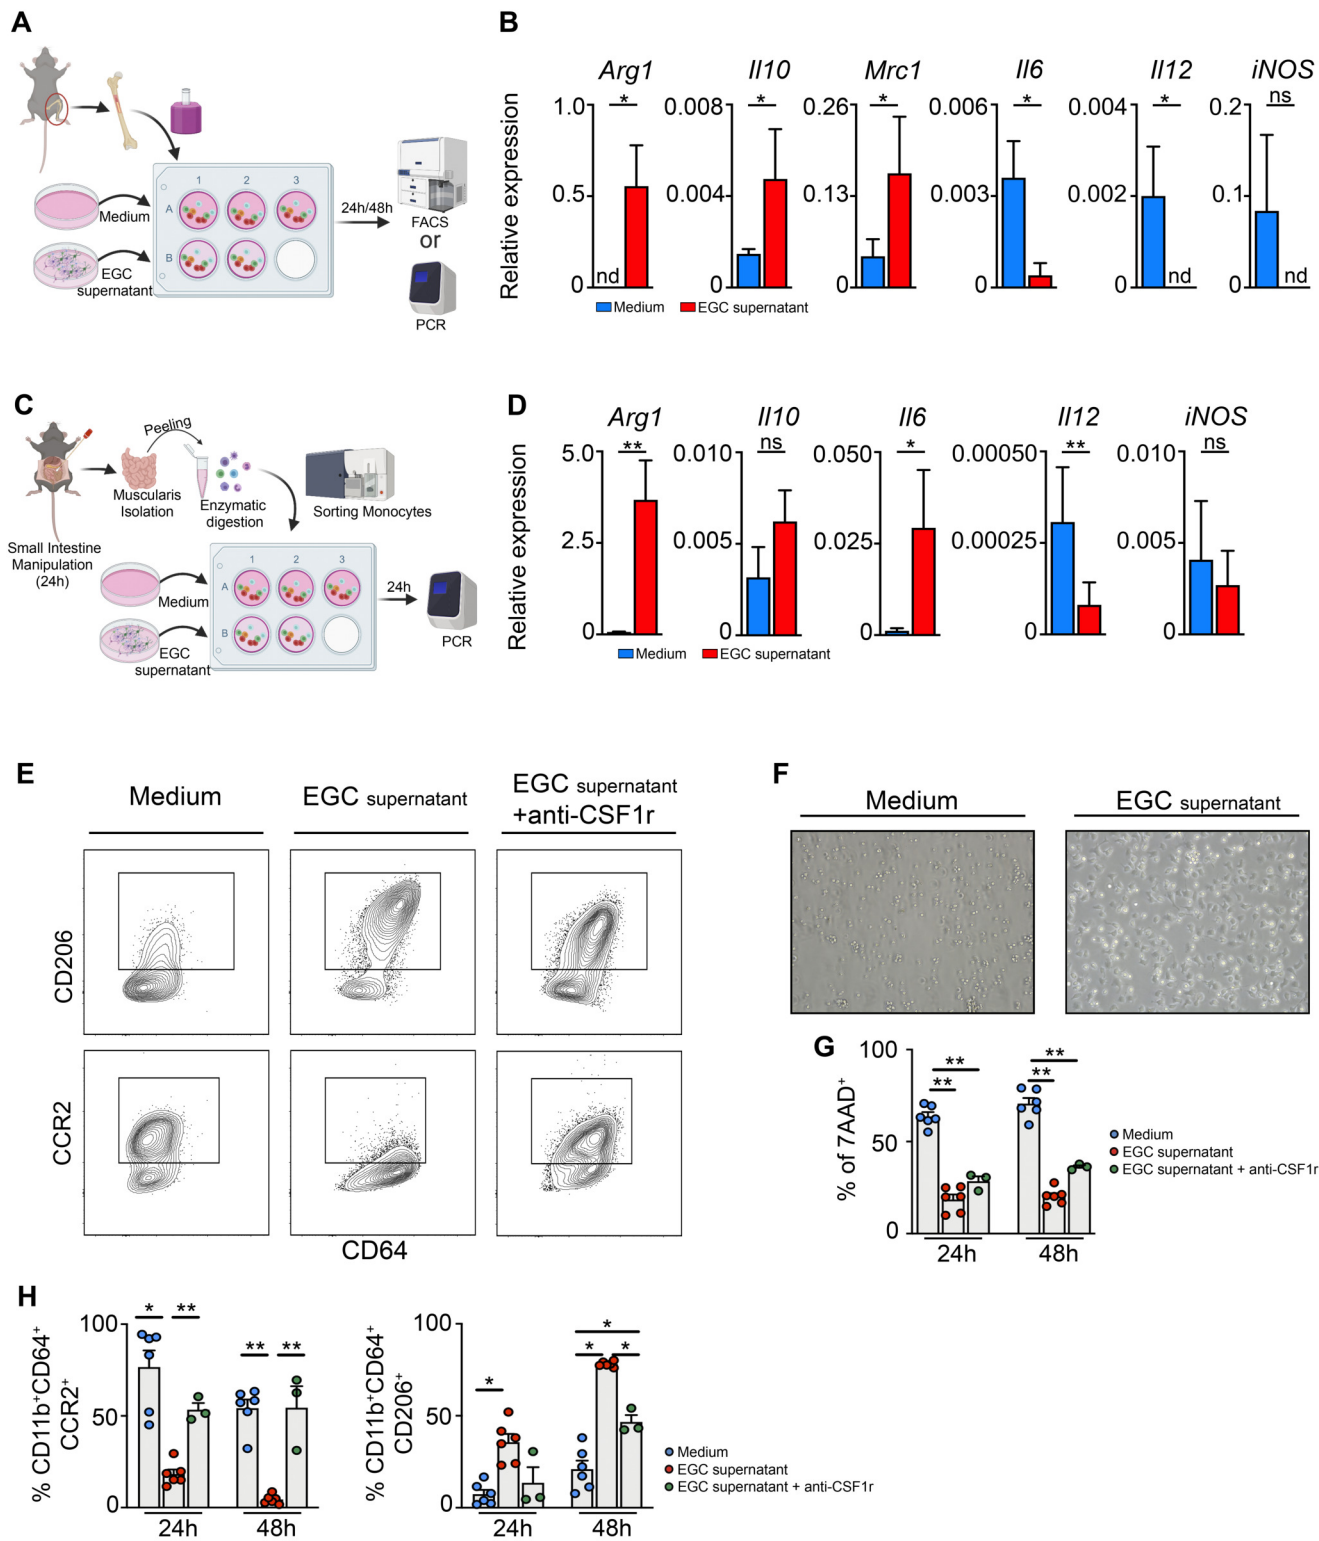 A
1 2 3
A
B
Medium
EGC
supernatant
24h/48h
FACS
or
PCR
B
Arg1 Il10 Mrc1 Il6 Il12 iNOS
Relative expression
1.0 0.5 0
* nd
0.008 0.004 0
*
0.26 0.13 0
*
0.006 0.003 0
*
0.004 0.002 0
* nd
0.2 0.1 0
ns nd
Medium EGC supernatant
C
Peeling
Muscularis
Isolation
Enzymatic
digestion
Sorting Monocytes
Small Intestine
Manipulation
(24h)
1 2 3
A
B
Medium
EGC
supernatant
24h
PCR
D
Arg1 Il10 Il6 Il12 iNOS
Relative expression
5.0 2.5 0
**
0.010 0.005 0
ns
0.050 0.025 0
*
0.00050 0.00025 0
**
0.010 0.005 0
ns
Medium EGC supernatant
E
Medium
EGC supernatant
EGC supernatant
+anti-CSF1r
CD206
CCR2
CD64
F
Medium
EGC supernatant
G
% of 7AAD+
100
50
0
** **
** **
24h 48h
Medium
EGC supernatant
EGC supernatant + anti-CSF1r
H
% CD11b+CD64+
CCR2+
100
50
0
* ** ** **
24h 48h
% CD11b+CD64+
CD206+
100
50
0
* * * *
24h 48h
Medium
EGC supernatant
EGC supernatant + anti-CSF1r